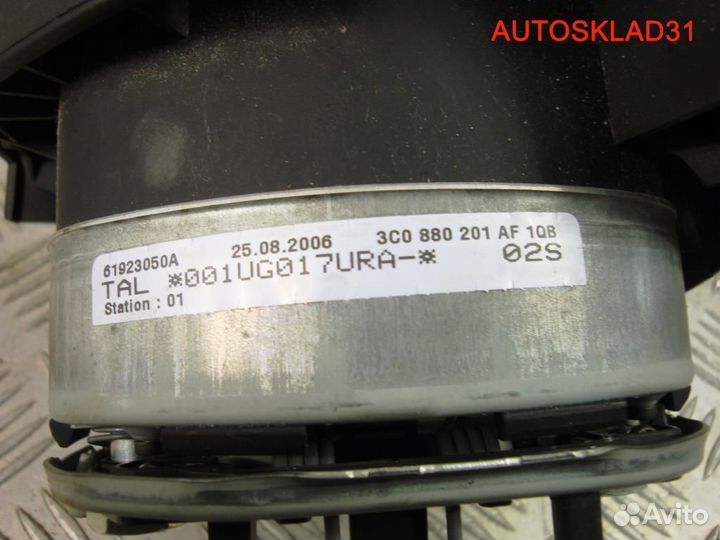 AUTOSKLAD31
61923050A 25.08.2006 3C0 880 201 AF 1QB
TAL *001UG017URA-* 02S
Station : 01
Avito